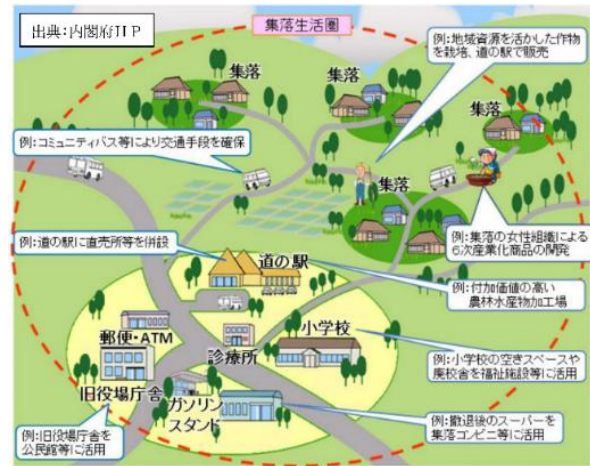 集落生活圏
出典:内閣府HP
例:地域資源を活かした作物
を栽培、道の駅で販売
集落
集落
集落
例:コミュニティバス等により交通手段を確保
集落
例:集落の女性組織による
6次産業化商品の開発
例:道の駅に直売所等を併設
道の駅
例:付加価値の高い
農林水産物加工場
郵便・ATM
診療所
小学校
例:小学校の空きスペースや
廃校舎を福祉施設等に活用
旧役場庁舎
ガソリン
スタンド
例:旧役場庁舎を
公民館等に活用
例:撤退後のスーパーを
集落コンビニ等に活用